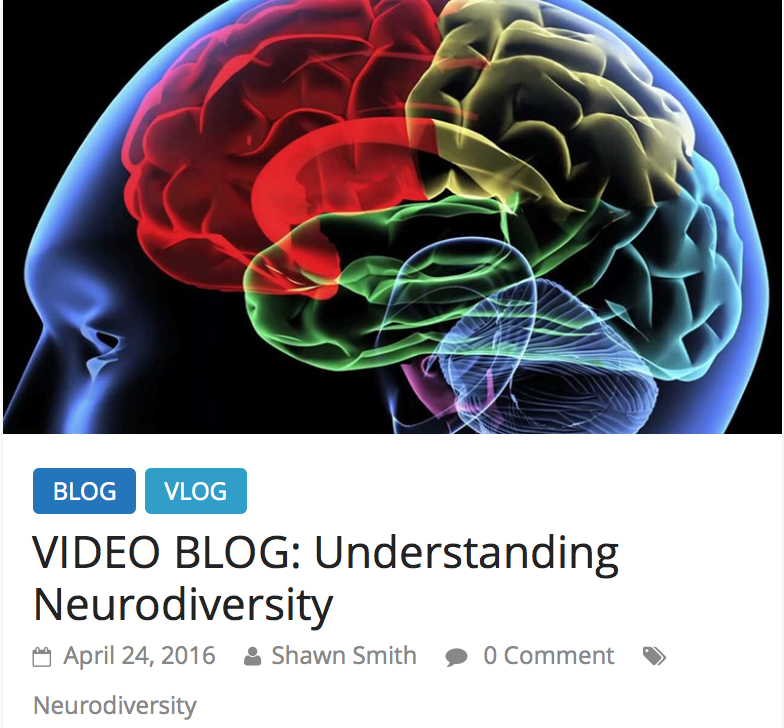 BLOG VLOG
VIDEO BLOG: Understanding
Neurodiversity
April 24, 2016 Shawn Smith 0 Comment
Neurodiversity